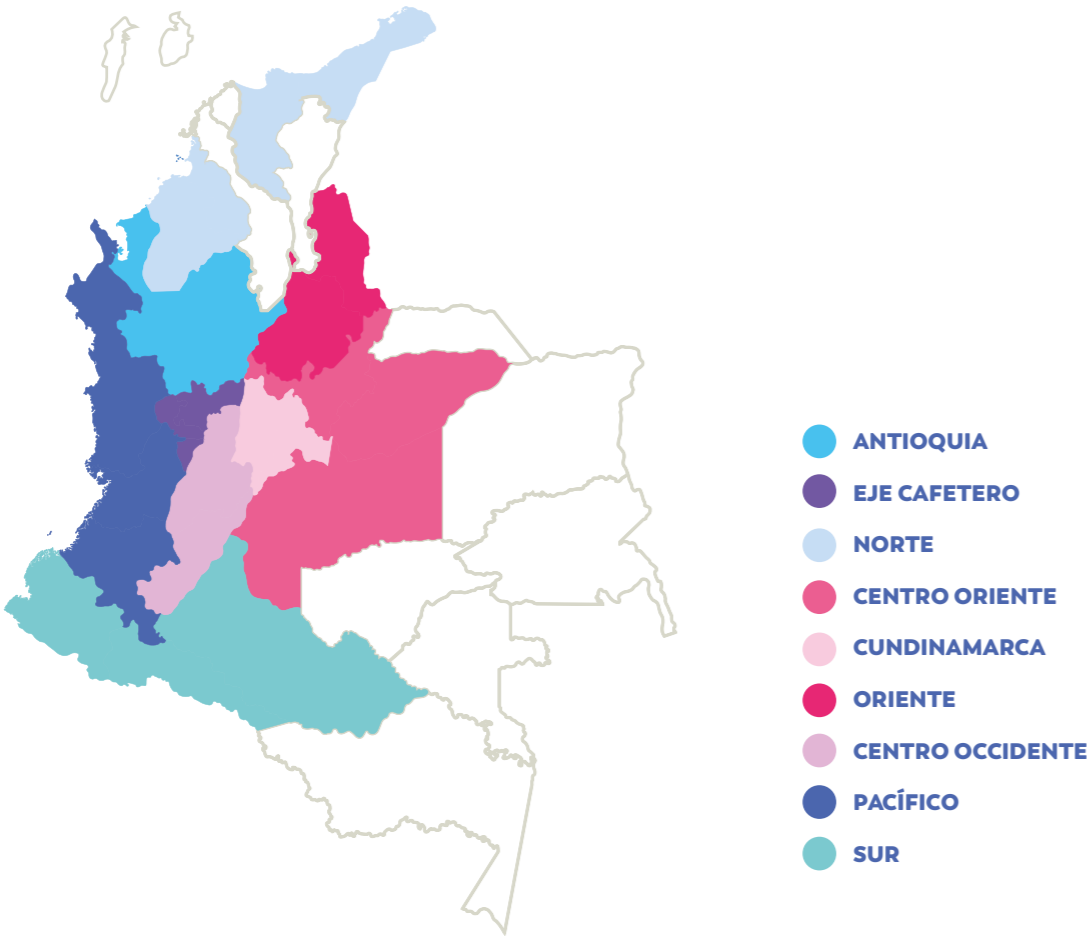 ANTIOQUIA
EJE CAFETERO
NORTE
CENTRO ORIENTE
CUNDINAMARCA
ORIENTE
CENTRO OCCIDENTE
PACÍFICO
SUR